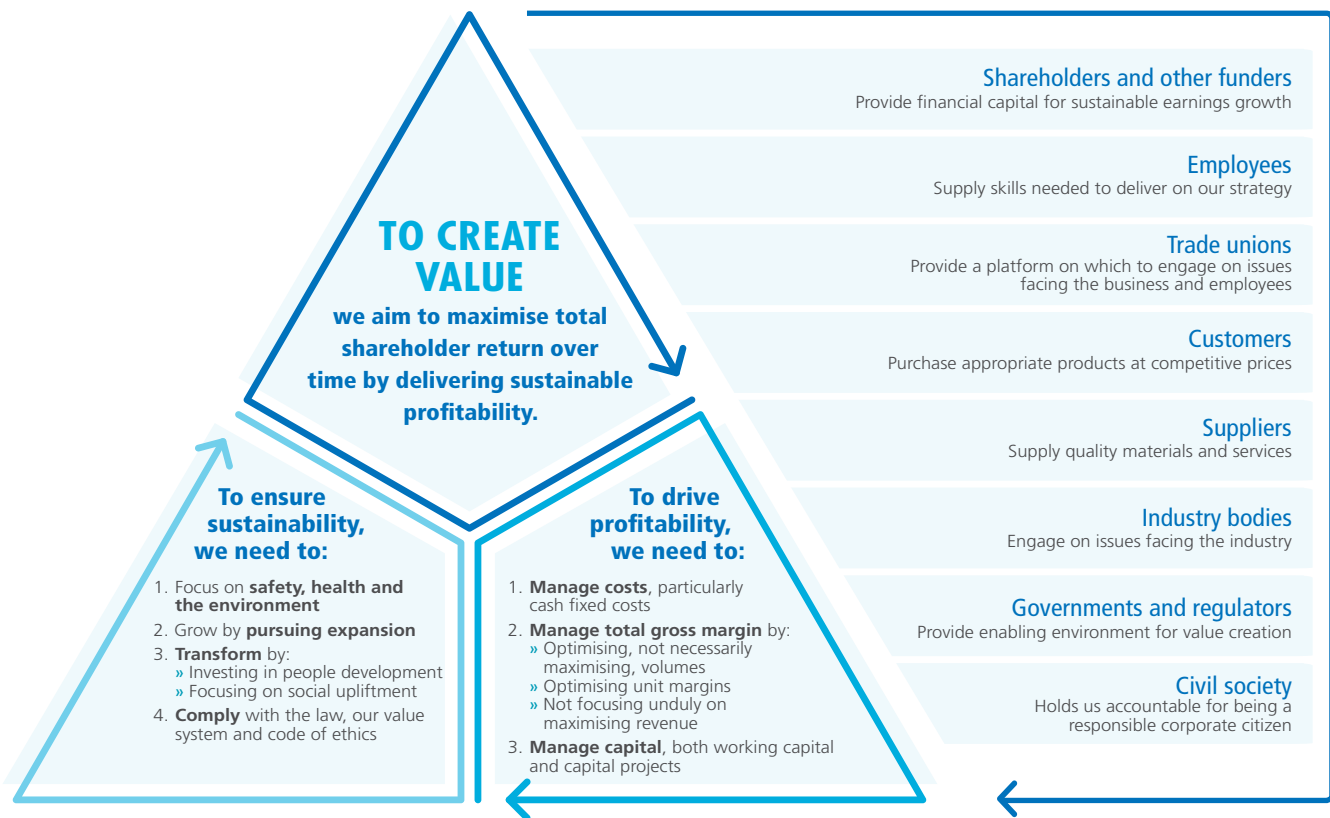 TO CREATE
VALUE
we aim to maximise total
shareholder return over
time by delivering sustainable
profitability.
To ensure
sustainability,
we need to:
1. Focus on safety, health and
the environment
2. Grow by pursuing expansion
3. Transform by:
» Investing in people development
» Focusing on social upliftment
4. Comply with the law, our value
system and code of ethics
To drive
profitability,
we need to:
1. Manage costs, particularly
cash fixed costs
2. Manage total gross margin by:
» Optimising, not necessarily
maximising, volumes
» Optimising unit margins
» Not focusing unduly on
maximising revenue
3. Manage capital, both working capital
and capital projects
Shareholders and other funders
Provide financial capital for sustainable earnings growth
Employees
Supply skills needed to deliver on our strategy
Trade unions
Provide a platform on which to engage on issues
facing the business and employees
Customers
Purchase appropriate products at competitive prices
Suppliers
Supply quality materials and services
Industry bodies
Engage on issues facing the industry
Governments and regulators
Provide enabling environment for value creation
Civil society
Holds us accountable for being a
responsible corporate citizen